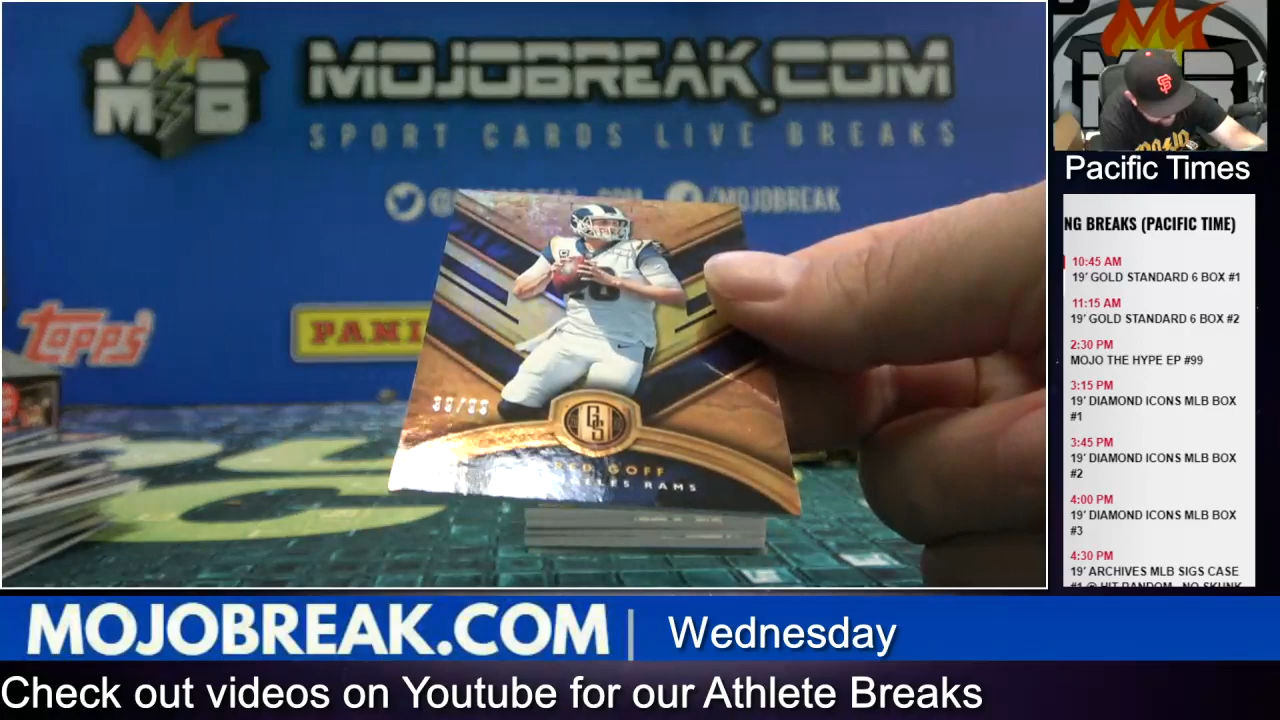 MB
MOJOBREAK.COM
SPORT CARDS LIVE BREAKS
/MOJOBREAK
topps
GS
GOFF
RAMS
Pacific Times
NG BREAKS (PACIFIC TIME)
10:45 AM
19' GOLD STANDARD 6 BOX #1
11:15 AM
19' GOLD STANDARD 6 BOX #2
2:30 PM
MOJO THE HYPE EP #99
3:15 PM
19' DIAMOND ICONS MLB BOX
#1
3:45 PM
19' DIAMOND ICONS MLB BOX
#2
4:00 PM
19' DIAMOND ICONS MLB BOX
#3
4:30 PM
19' ARCHIVES MLB SIGS CASE
MOJOBREAK.COM | Wednesday
Check out videos on Youtube for our Athlete Breaks